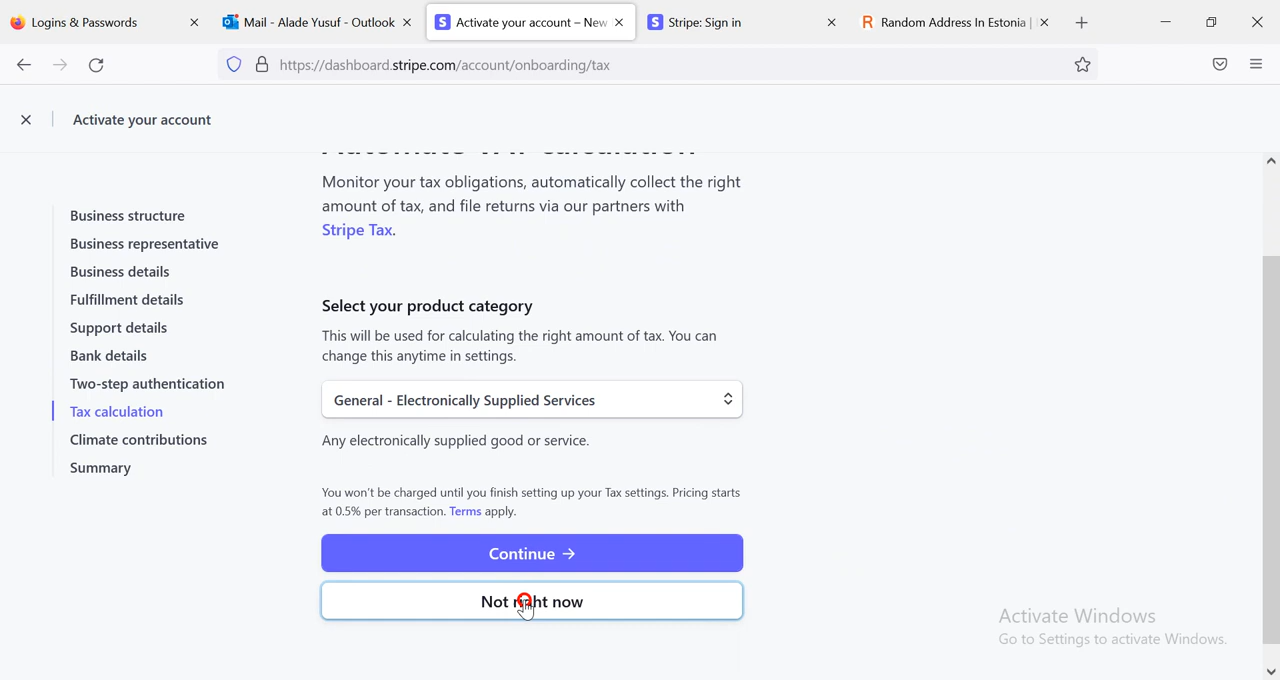 Logins & Passwords
Mail - Alade Yusuf - Outlook
Activate your account – New
Stripe: Sign in
Random Address In Estonia |
https://dashboard.stripe.com/account/onboarding/tax
Activate your account
Business structure
Business representative
Business details
Fulfillment details
Support details
Bank details
Two-step authentication
Tax calculation
Climate contributions
Summary
Monitor your tax obligations, automatically collect the right
amount of tax, and file returns via our partners with
Stripe Tax.
Select your product category
This will be used for calculating the right amount of tax. You can
change this anytime in settings.
General - Electronically Supplied Services
Any electronically supplied good or service.
You won't be charged until you finish setting up your Tax settings. Pricing starts
at 0.5% per transaction. Terms apply.
Continue →
Not right now
Activate Windows
Go to Settings to activate Windows.